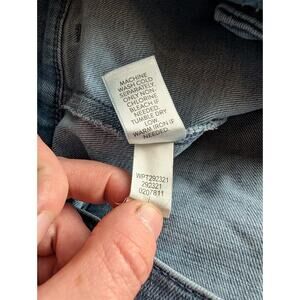 MACHINE
WASH COLD
SEPARATELY.
ONLY NON-
CHLORINE
BLEACH IF
NEEDED.
TUMBLE DRY
LOW.
WARM IRON IF
NEEDED.
WPT292321
292321
0207811